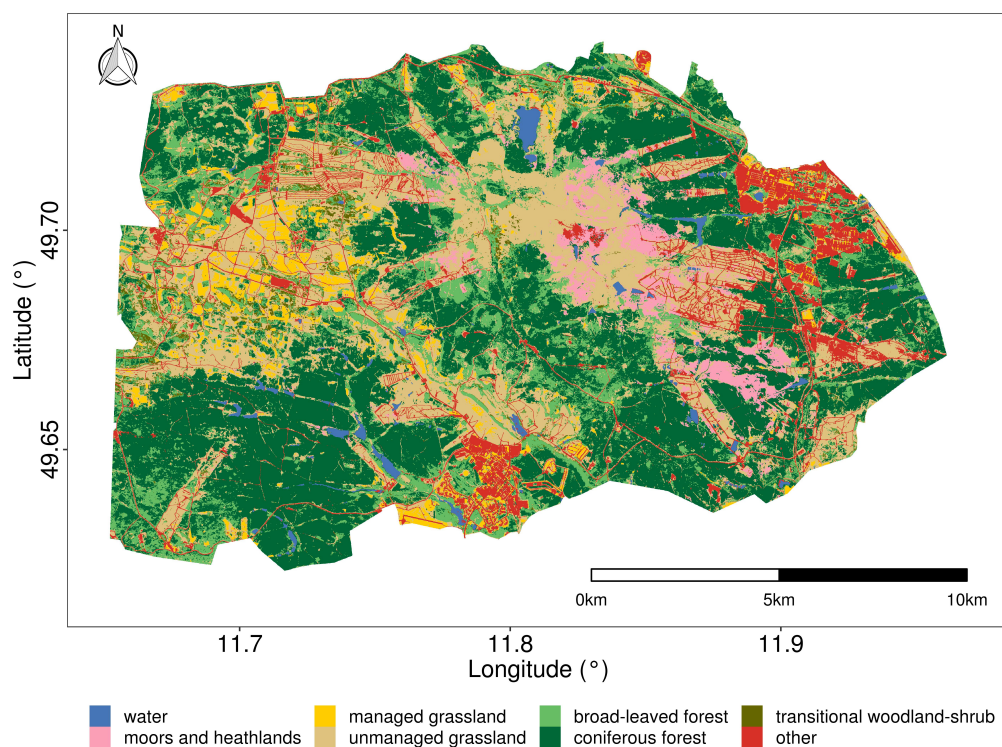 N
49.70
49.65
Latitude (°)
0km 5km 10km
11.7 11.8 11.9
Longitude (°)
water managed grassland broad-leaved forest transitional woodland-shrub
moors and heathlands unmanaged grassland coniferous forest other